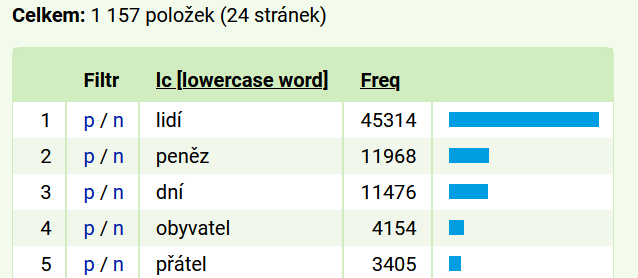 Celkem: 1 157 položek (24 stránek)
Filtr lc [lowercase word] Freq
1 p / n lidí 45314
2 p / n peněz 11968
3 p / n dní 11476
4 p / n obyvatel 4154
5 p / n přátel 3405